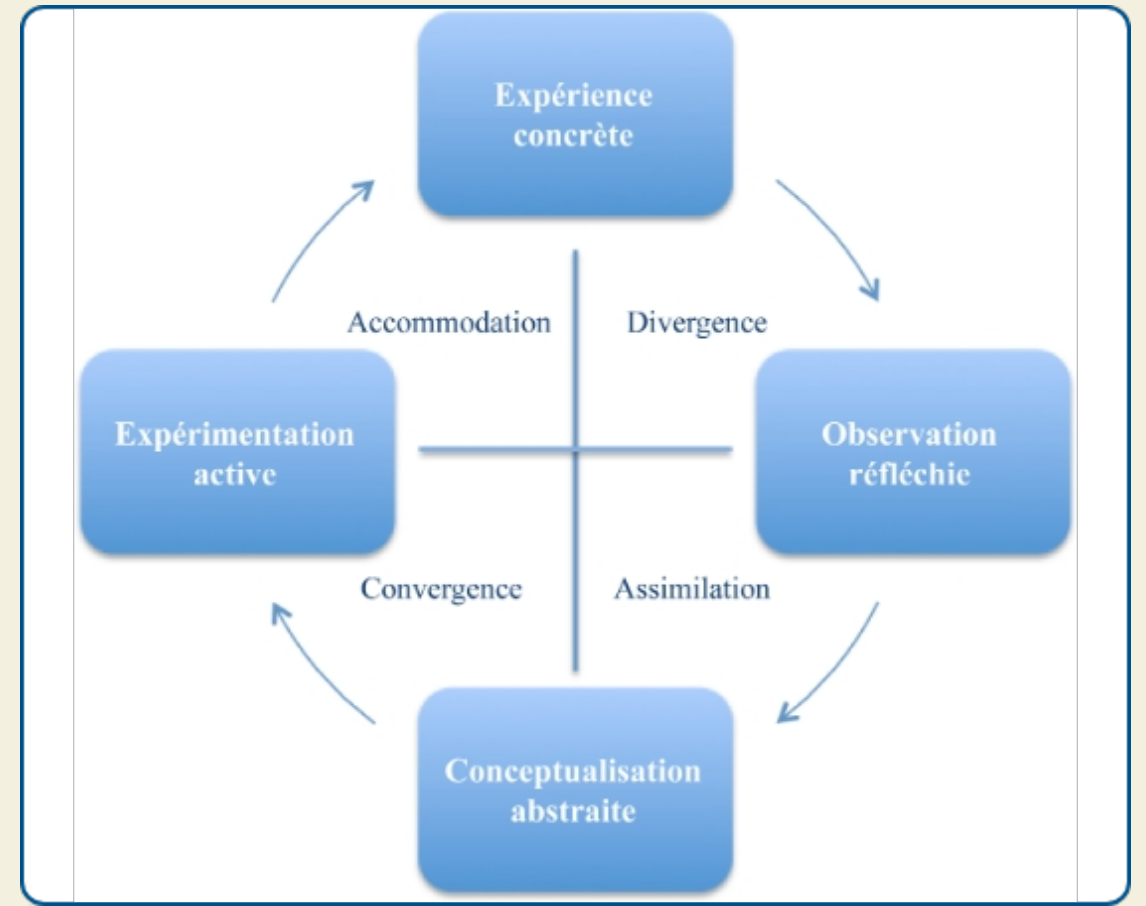 Expérience
concrète
Accommodation
Divergence
Expérimentation
active
Observation
réfléchie
Convergence
Assimilation
Conceptualisation
abstraite